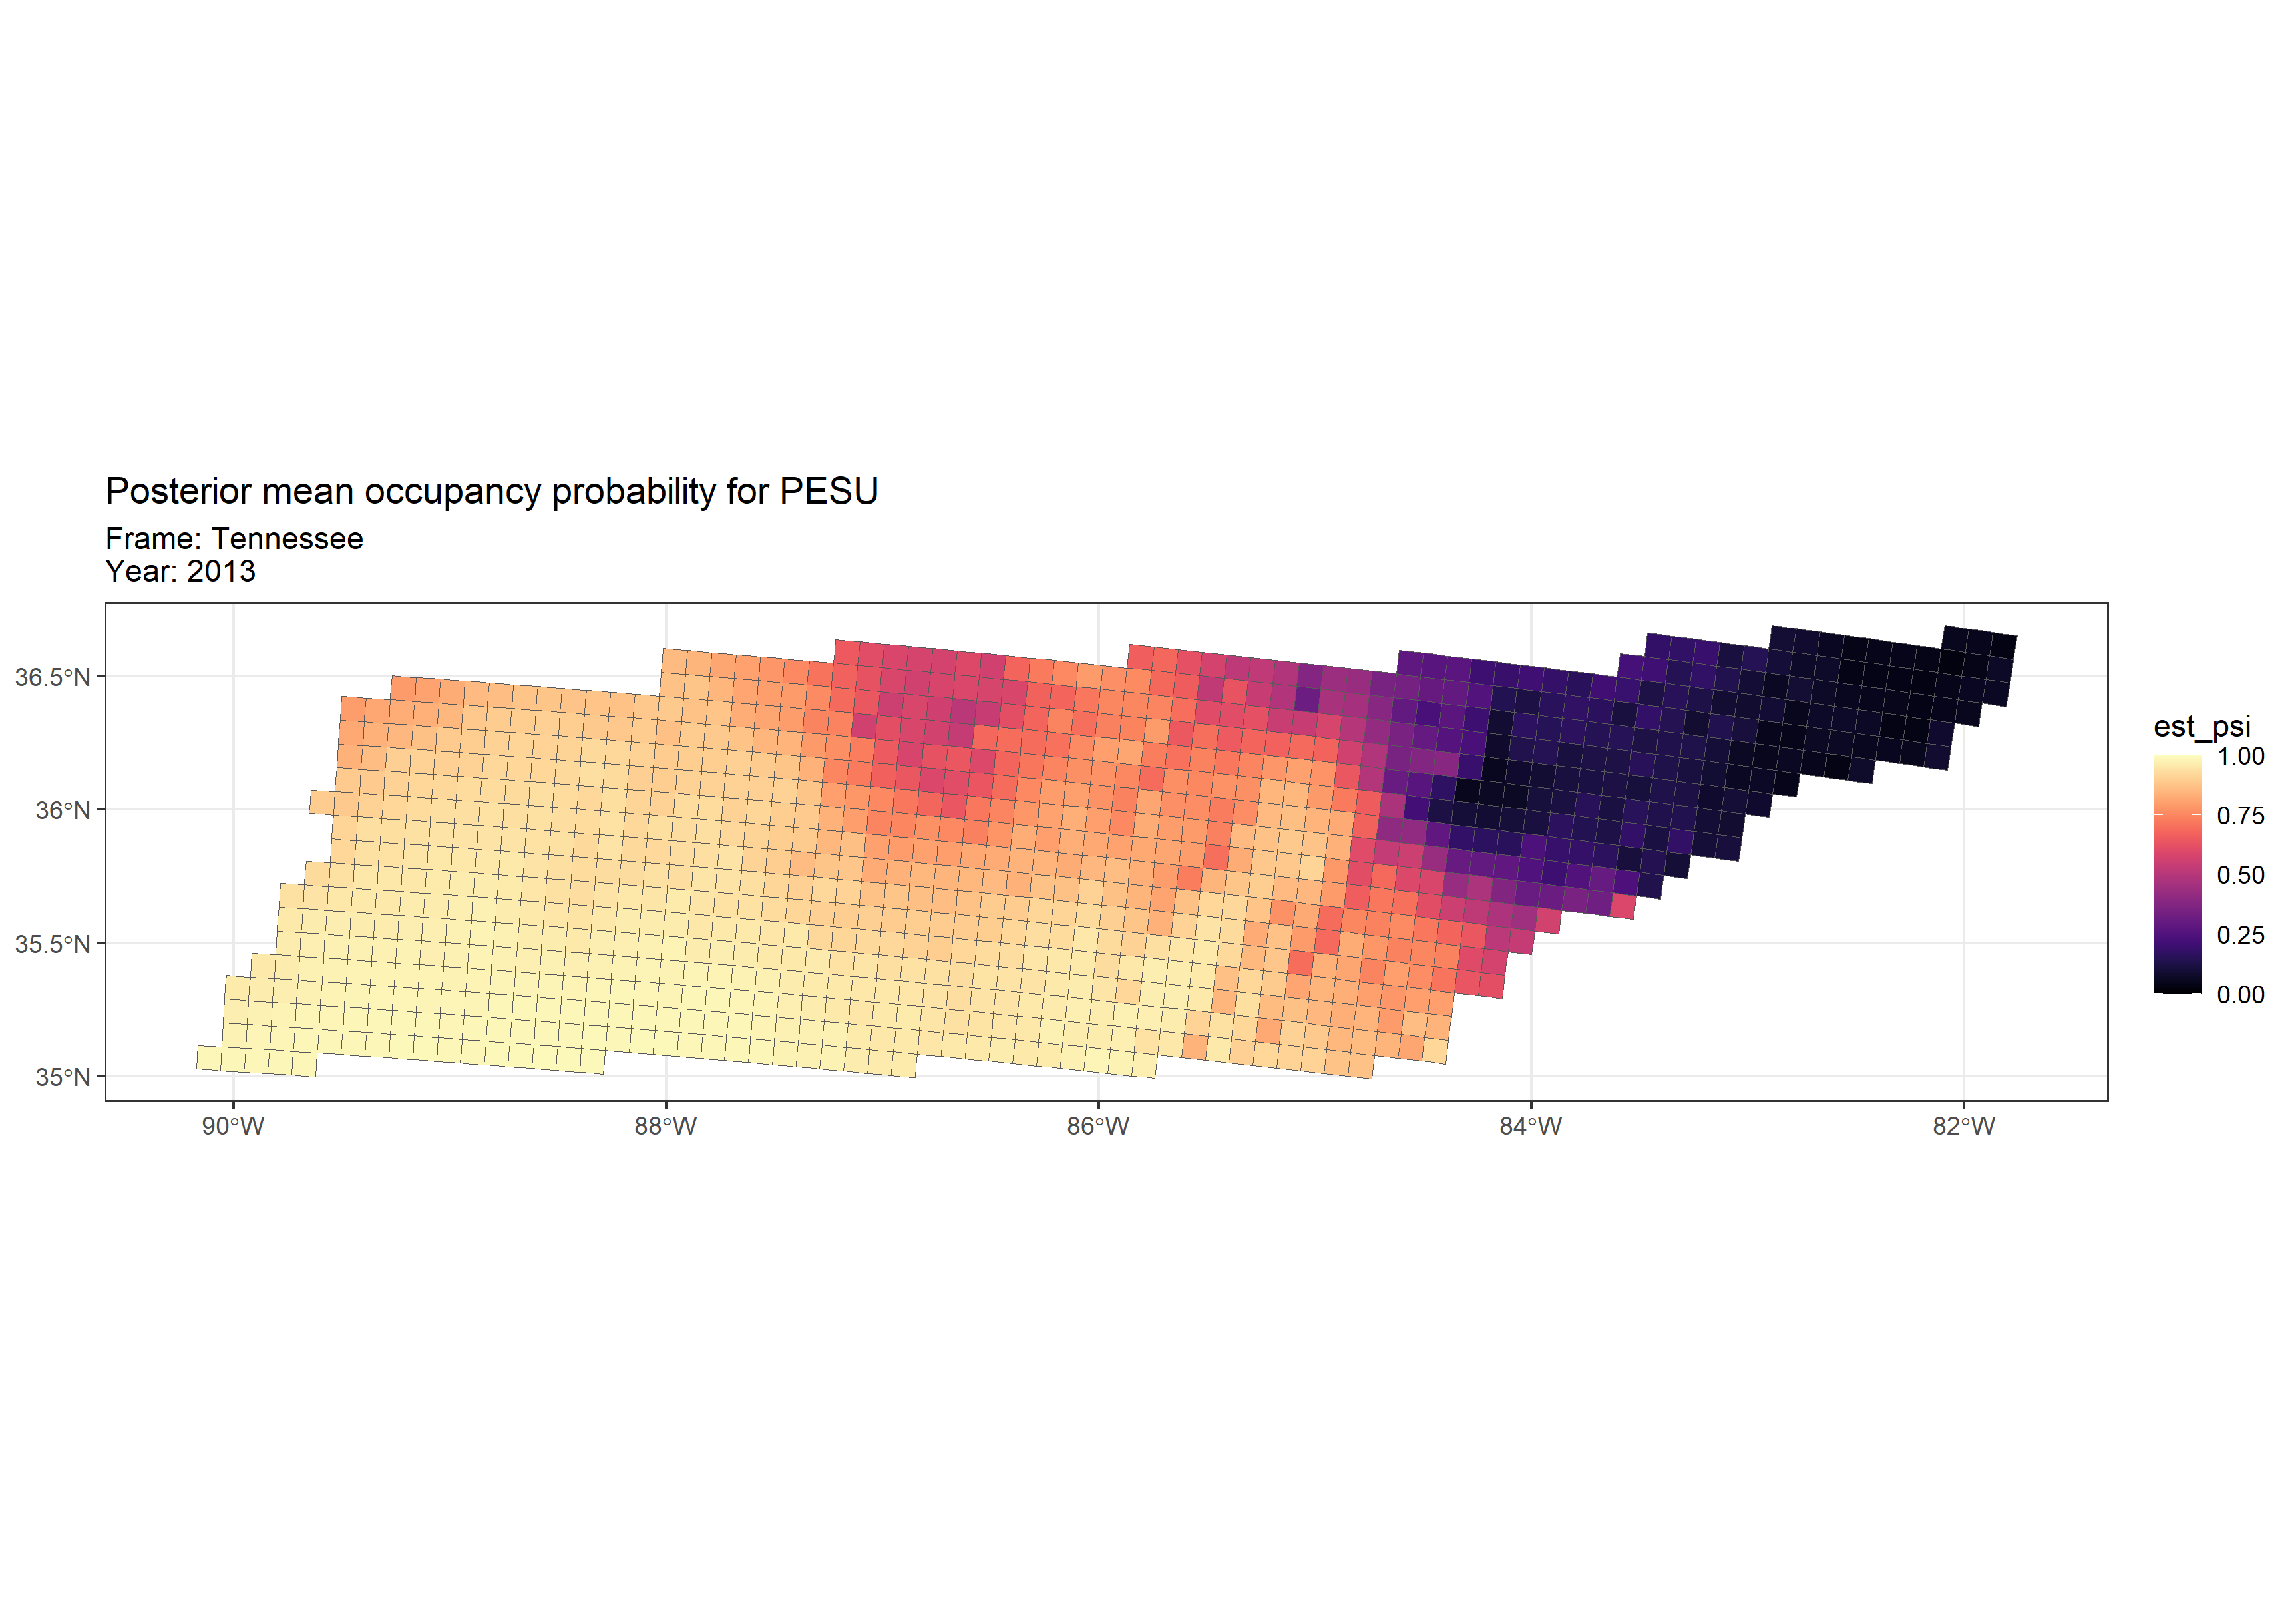 Posterior mean occupancy probability for PESU
Frame: Tennessee
Year: 2013
36.5°N
36°N
35.5°N
35°N
90°W
88°W
86°W
84°W
82°W
est_psi
1.00
0.75
0.50
0.25
0.00